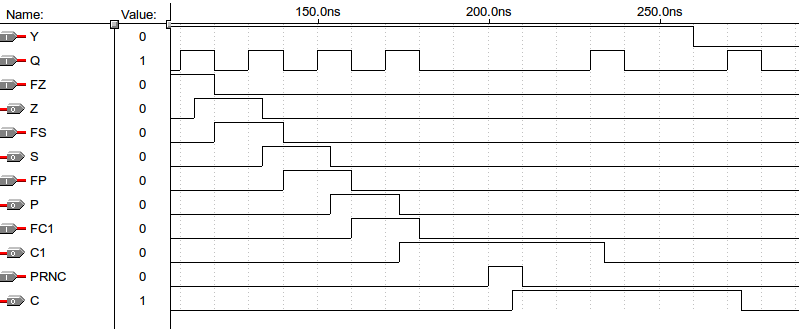 Name: Value: 150.0ns 200.0ns 250.0ns
Y 0
Q 1
FZ 0
Z 0
FS 0
S 0
FP 0
P 0
FC1 0
C1 0
PRNC 0
C 1